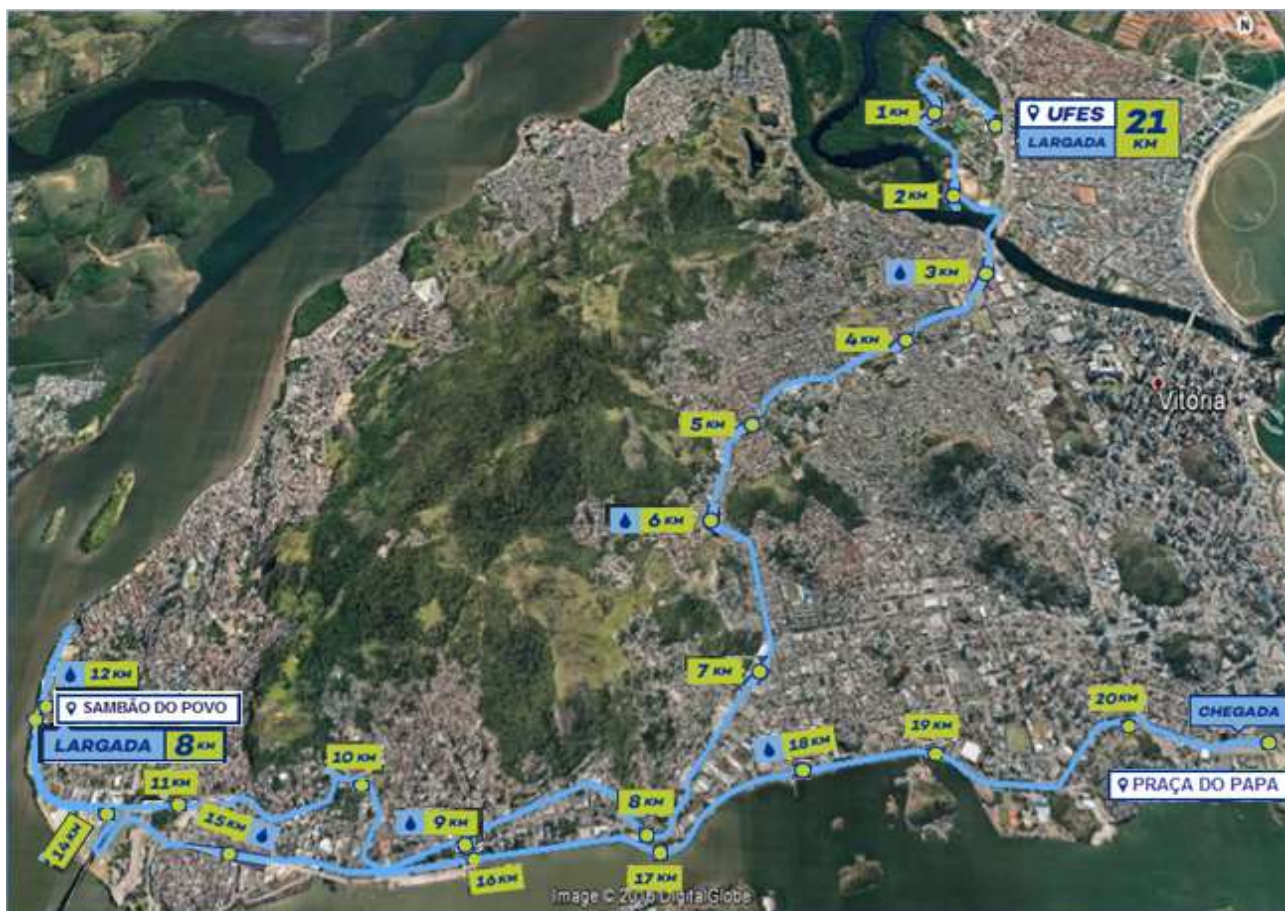 N
1 KM
UFES
LARGADA
21
KM
2 KM
3 KM
4 KM
Vitória
5 KM
6 KM
7 KM
12 KM
SAMBÃO DO POVO
LARGADA 8 KM
11 KM
10 KM
15 KM
14 KM
9 KM
16 KM
8 KM
17 KM
18 KM
19 KM
20 KM
CHEGADA
PRAÇA DO PAPA
Image © 2016 DigitalGlobe